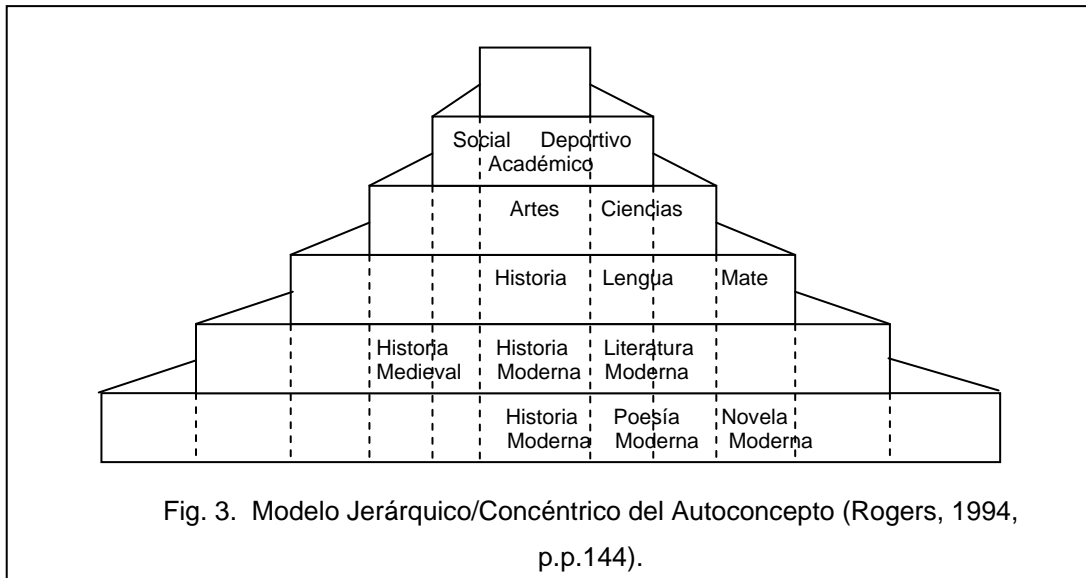 Social Deportivo
Académico
Artes Ciencias
Historia Lengua Mate
Historia Historia Literatura
Medieval Moderna Moderna
Historia Poesía Novela
Moderna Moderna Moderna
Fig. 3. Modelo Jerárquico/Concéntrico del Autoconcepto (Rogers, 1994,
p.p.144).